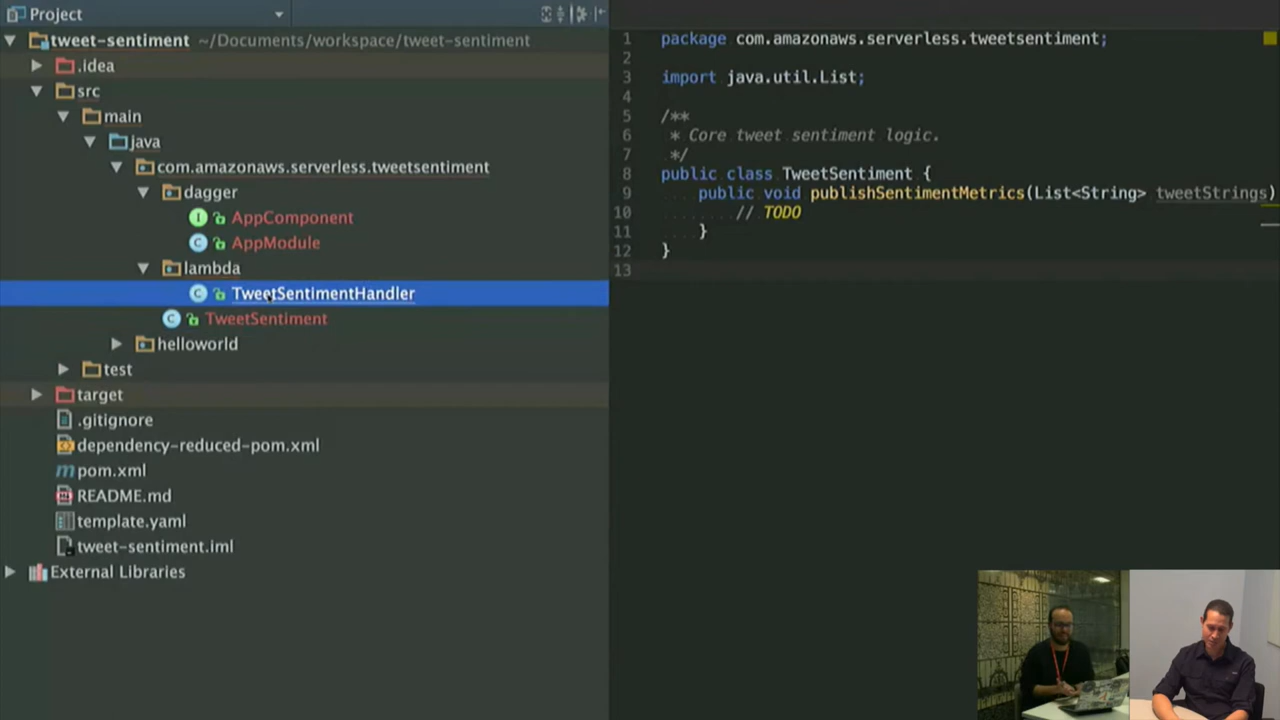 Project
tweet-sentiment ~/Documents/workspace/tweet-sentiment
.idea
src
main
java
com.amazonaws.serverless.tweetsentiment
dagger
AppComponent
AppModule
lambda
TweetSentimentHandler
TweetSentiment
helloworld
test
target
.gitignore
dependency-reduced-pom.xml
pom.xml
README.md
template.yaml
tweet-sentiment.iml
External Libraries
1 package com.amazonaws.serverless.tweetsentiment;
2
3 import java.util.List;
4
5 /**
6 * Core tweet sentiment logic.
7 */
8 public class TweetSentiment {
9 public void publishSentimentMetrics(List<String> tweetStrings)
10 // TODO
11 }
12 }
13